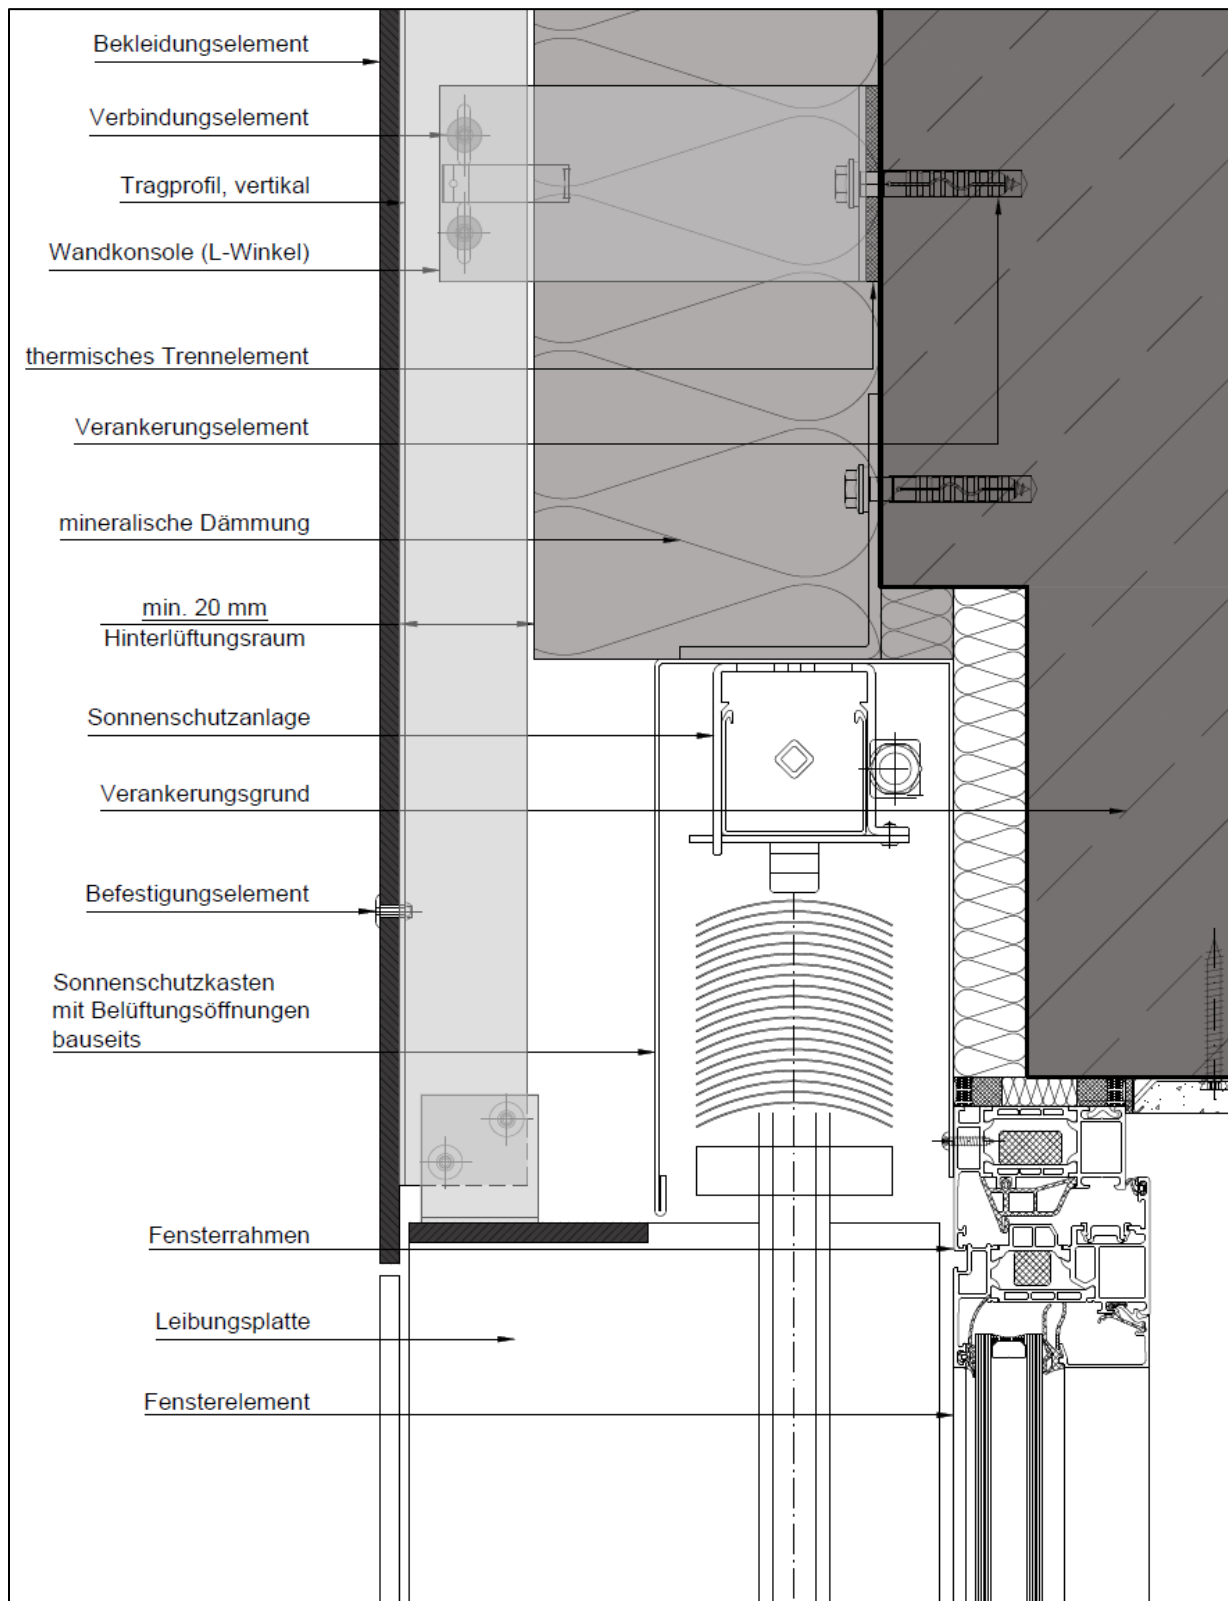 Bekleidungselement
Verbindungselement
Tragprofil, vertikal
Wandkonsole (L-Winkel)
thermisches Trennelement
Verankerungselement
mineralische Dämmung
min. 20 mm
Hinterlüftungsraum
Sonnenschutzanlage
Verankerungsgrund
Befestigungselement
Sonnenschutzkasten
mit Belüftungsöffnungen
bauseits
Fensterrahmen
Leibungsplatte
Fensterelement